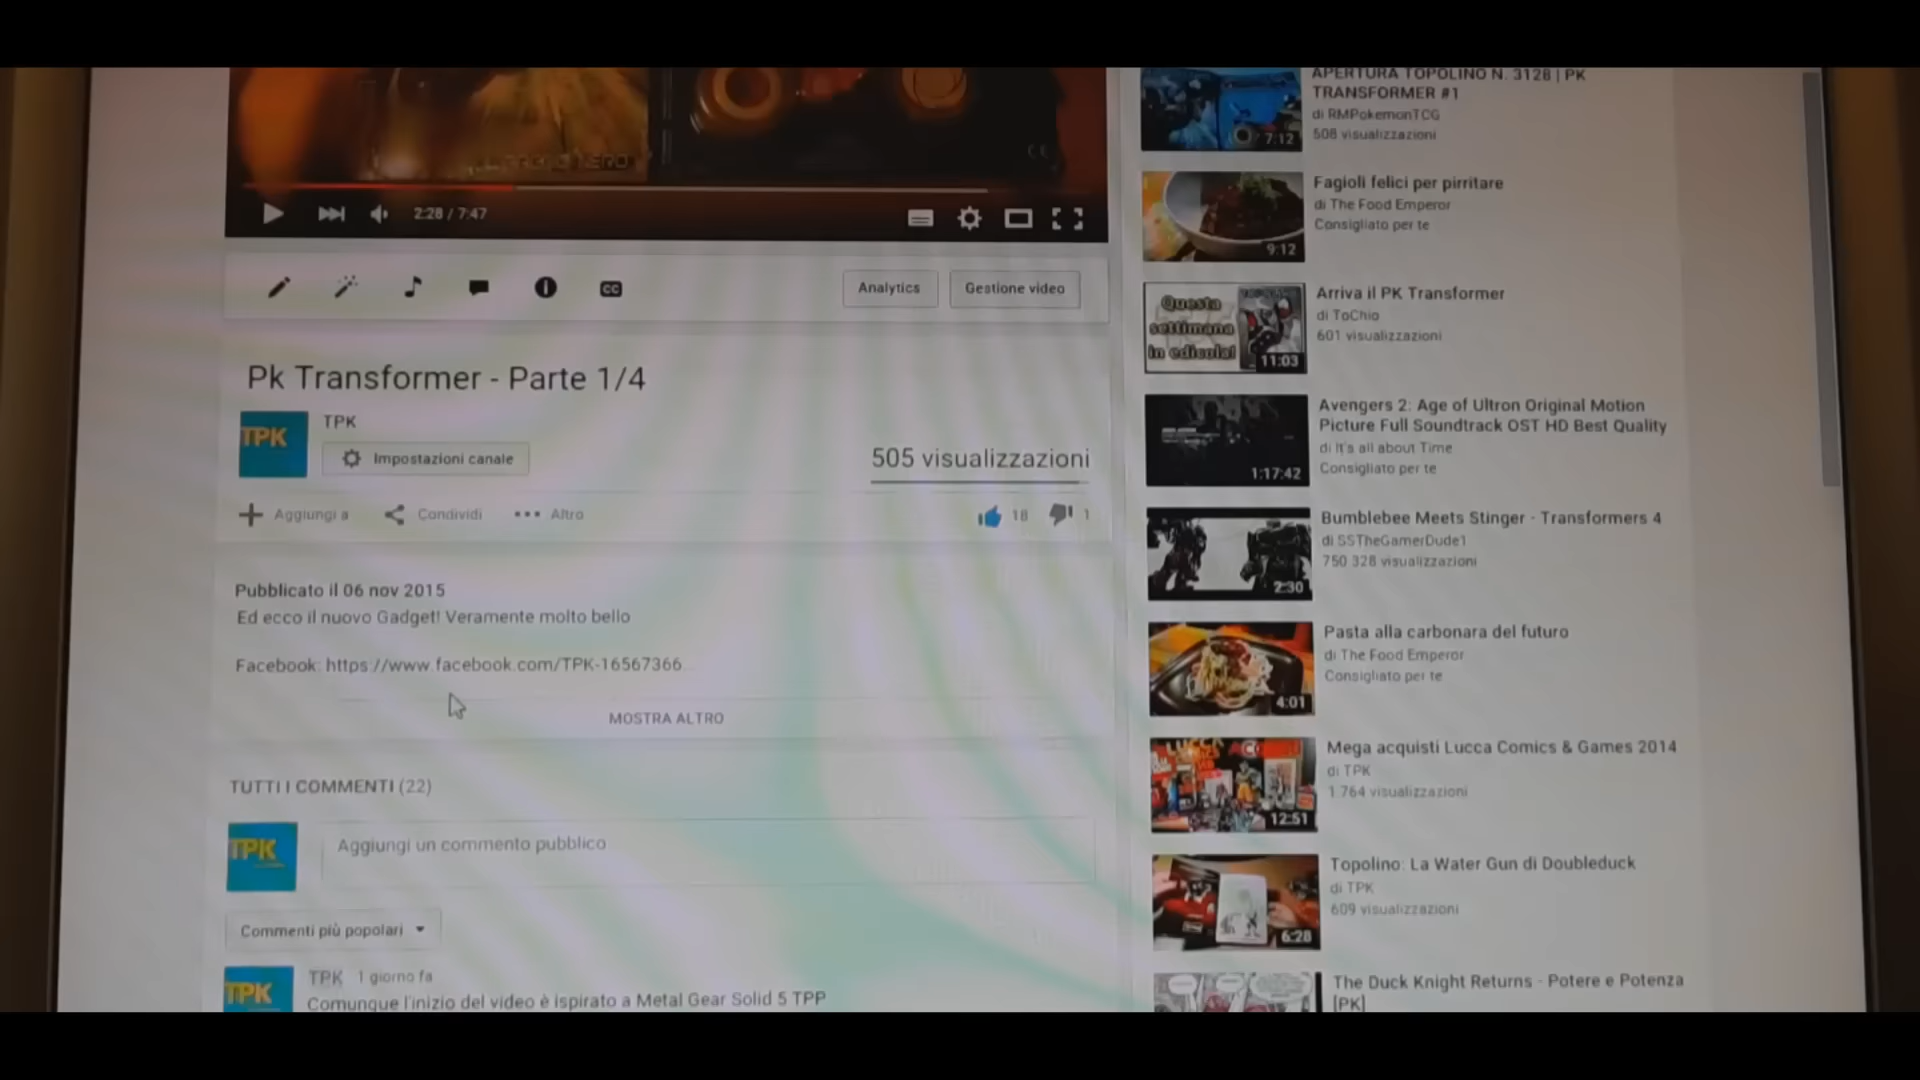 2:28 / 7:47
Analytics
Gestione video
Pk Transformer - Parte 1/4
TPK
TPK
Impostazioni canale
505 visualizzazioni
Aggiungi a
Condividi
Altro
18
1
Pubblicato il 06 nov 2015
Ed ecco il nuovo Gadget! Veramente molto bello
Facebook: https://www.facebook.com/TPK-16567366...
MOSTRA ALTRO
TUTTI I COMMENTI (22)
TPK
Aggiungi un commento pubblico
Commenti più popolari
TPK
TPK 1 giorno fa
Comunque l'inizio del video è ispirato a Metal Gear Solid 5 TPP
APERTURA TOPOLINO N. 3128 | PK
TRANSFORMER #1
di RMPokemonTCG
508 visualizzazioni
7:12
Fagioli felici per pirritare
di The Food Emperor
Consigliato per te
9:12
Questa
settimana
in edicola!
11:03
Arriva il PK Transformer
di ToChio
601 visualizzazioni
Avengers 2: Age of Ultron Original Motion
Picture Full Soundtrack OST HD Best Quality
di It's all about Time
Consigliato per te
1:17:42
Bumblebee Meets Stinger - Transformers 4
di SSTheGamerDude1
750 328 visualizzazioni
2:30
Pasta alla carbonara del futuro
di The Food Emperor
Consigliato per te
4:01
Mega acquisti Lucca Comics & Games 2014
di TPK
1.764 visualizzazioni
LUCCA
12:51
Topolino: La Water Gun di Doubleduck
di TPK
609 visualizzazioni
6:28
The Duck Knight Returns - Potere e Potenza
[PK]